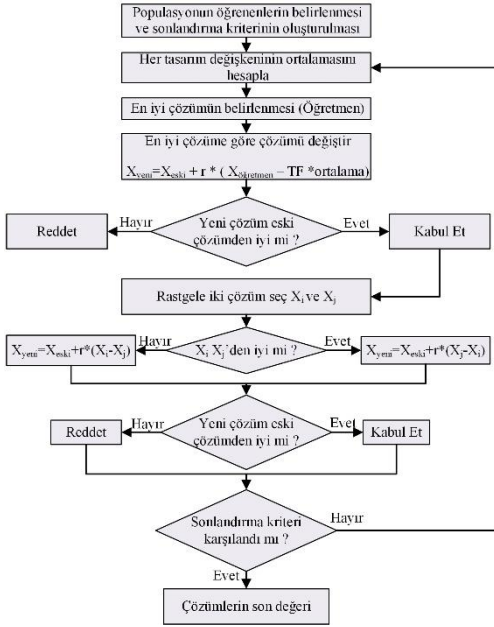 Populasyonun öğrenenlerin belirlenmesi
ve sonlandırma kriterinin oluşturulması
Her tasarım değişkeninin ortalamasını
hesapla
En iyi çözümün belirlenmesi (Öğretmen)
En iyi çözüme göre çözümü değiştir
Xyeni=Xeski + r * ( Xöğretmen – TF *ortalama)
Reddet
Hayır
Yeni çözüm eski
çözümden iyi mi ?
Evet
Kabul Et
Rastgele iki çözüm seç Xi ve Xj
Xyeni=Xeski+r*(Xi-Xj)
Hayır
Xi Xj'den iyi mi ?
Evet
Xyeni=Xeski+r*(Xj-Xi)
Reddet
Hayır
Yeni çözüm eski
çözümden iyi mi ?
Evet
Kabul Et
Sonlandırma kriteri
karşılandı mı ?
Hayır
Evet
Çözümlerin son değeri